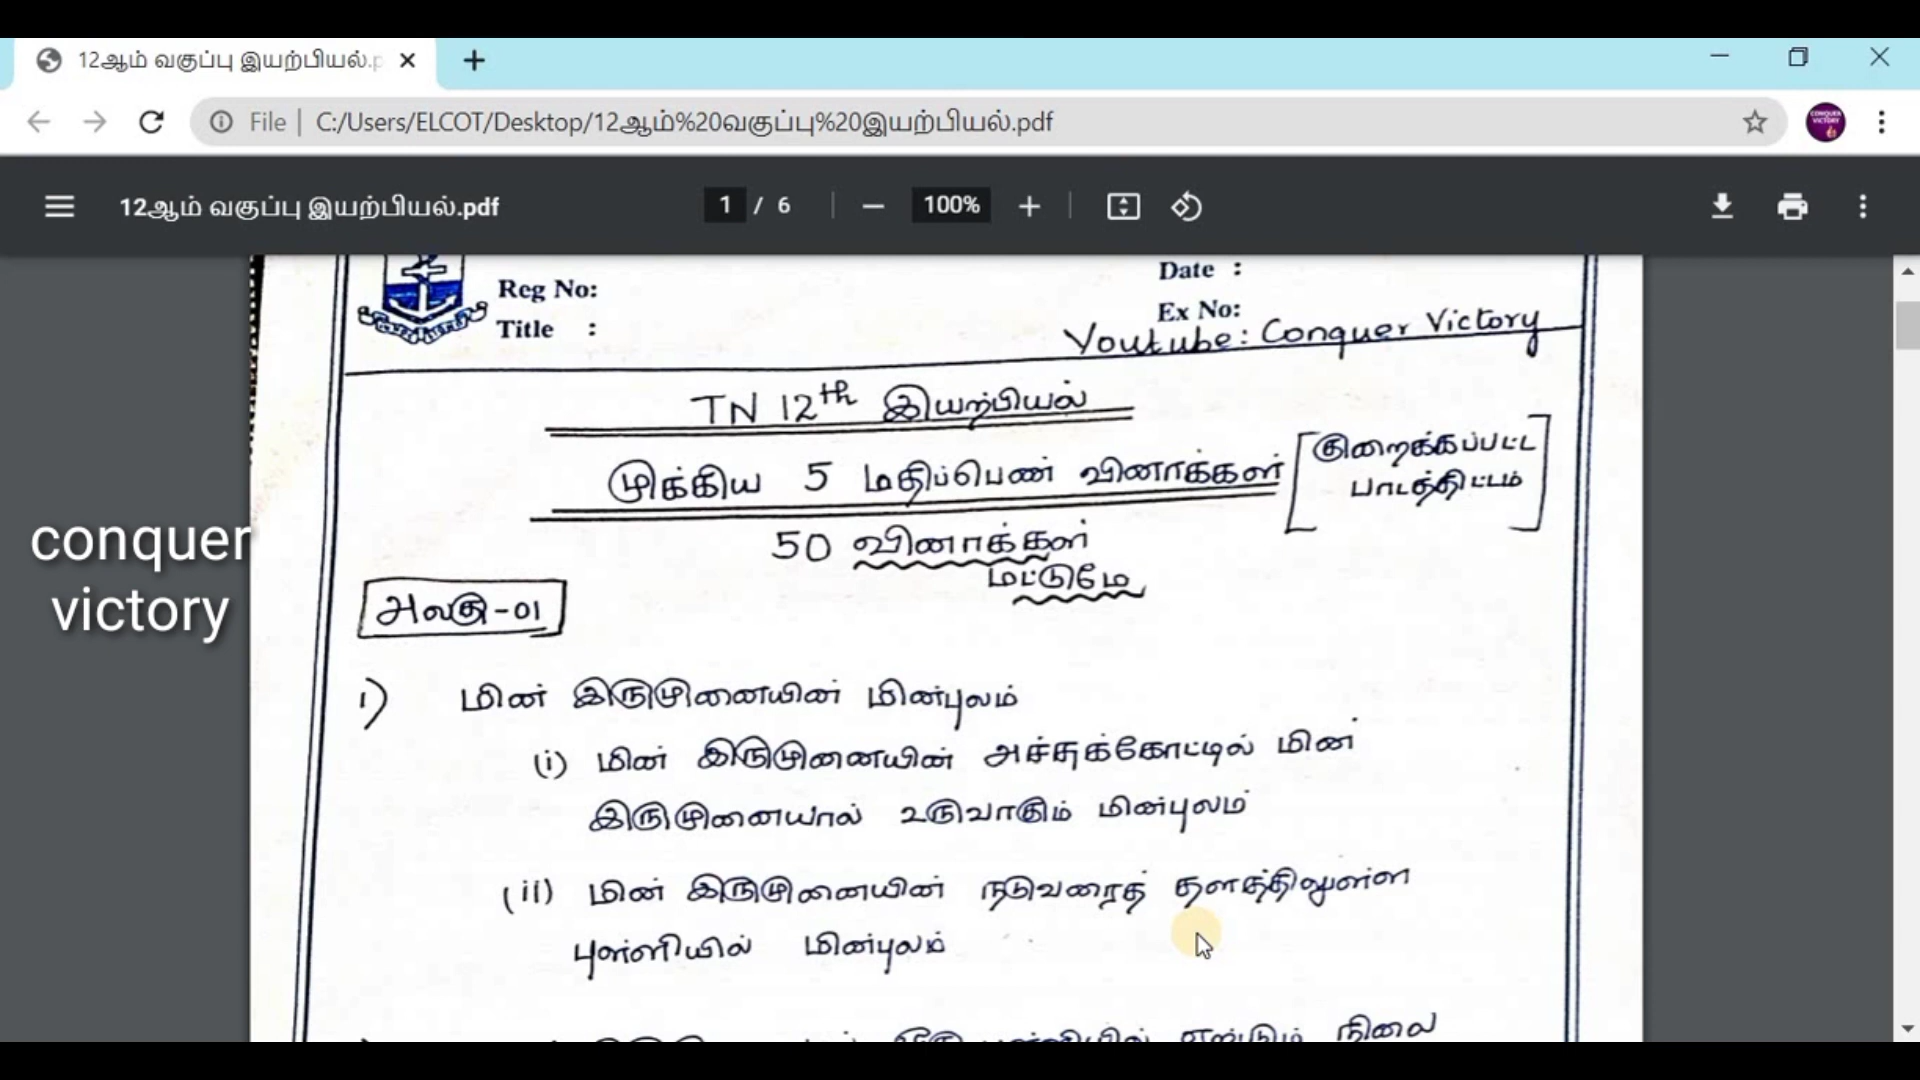 12ஆம் வகுப்பு இயற்பியல்.p
File | C:/Users/ELCOT/Desktop/12ஆம்%20வகுப்பு%20இயற்பியல்.pdf
CONQUER VICTORY
12ஆம் வகுப்பு இயற்பியல்.pdf 1 / 6 100%
Date :
Reg No:
Ex No:
Title :
Youtube: Conquer Victory
TN 12th இயற்பியல்
முக்கிய 5 மதிப்பெண் வினாக்கள் [குறைக்கப்பட்ட
பாடத்திட்டம்]
50 வினாக்கள்
மட்டுமே
conquer
victory
அலகு-01
1) மின் இருமுனையின் மின்புலம்
(i) மின் இருமுனையின் அச்சுக்கோட்டில் மின்
இருமுனையால் உருவாகும் மின்புலம்
(ii) மின் இருமுனையின் நடுவரைத் தளத்திலுள்ள
புள்ளியில் மின்புலம்
நிலை